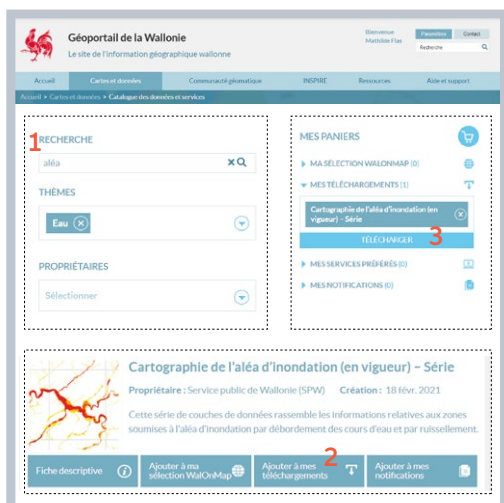 Géoportail de la Wallonie
Le site de l'information géographique wallonne
Bienvenue
Mathilde Flas
Paramètres
Contact
Recherche
Accueil
Cartes et données
Communauté géomatique
INSPIRE
Ressources
Aide et support
Accueil > Cartes et données > Catalogue des données et services
1
RECHERCHE
aléa
THÈMES
Eau
PROPRIÉTAIRES
Sélectionner
MES PANIERS
MA SÉLECTION WALONMAP (0)
MES TÉLÉCHARGEMENTS (1)
Cartographie de l'aléa d'inondation (en
vigueur) – Série
TÉLÉCHARGER
3
MES SERVICES PRÉFÉRÉS (0)
MES NOTIFICATIONS (0)
Cartographie de l'aléa d'inondation (en vigueur) – Série
Propriétaire : Service public de Wallonie (SPW) Création : 18 févr. 2021
Cette série de couches de données rassemble les informations relatives aux zones
soumises à l'aléa d'inondation par débordement des cours d'eau et par ruissellement.
2
Fiche descriptive
Ajouter à ma
sélection WalOnMap
Ajouter à mes
téléchargements
Ajouter à mes
notifications